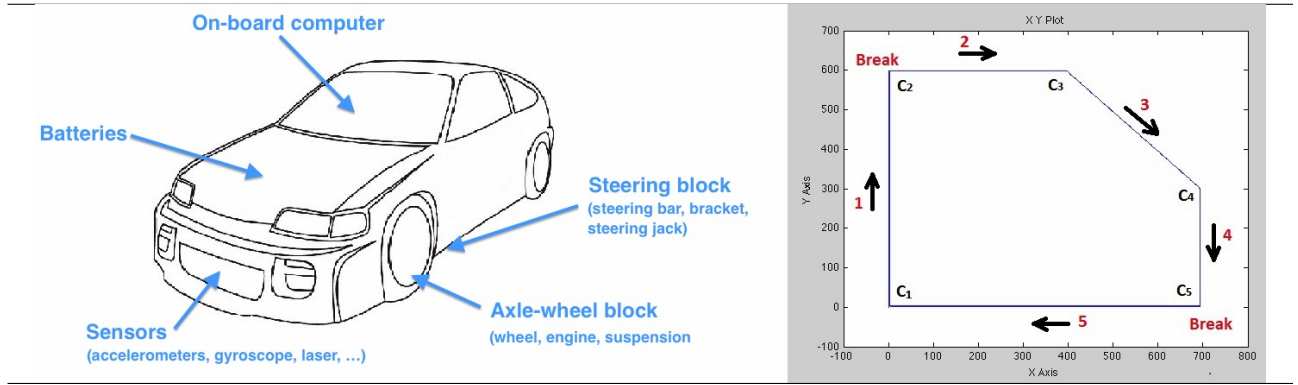 On-board computer
Batteries
Steering block
(steering bar, bracket,
steering jack)
Axle-wheel block
(wheel, engine, suspension
Sensors
(accelerometers, gyroscope, laser, ...)
X Y Plot
700
600
500
400
300
200
100
0
-100
Y Axis
Break
2
C2
C3
3
1
C4
4
C1
C5
5
Break
-100 0 100 200 300 400 500 600 700 800
X Axis